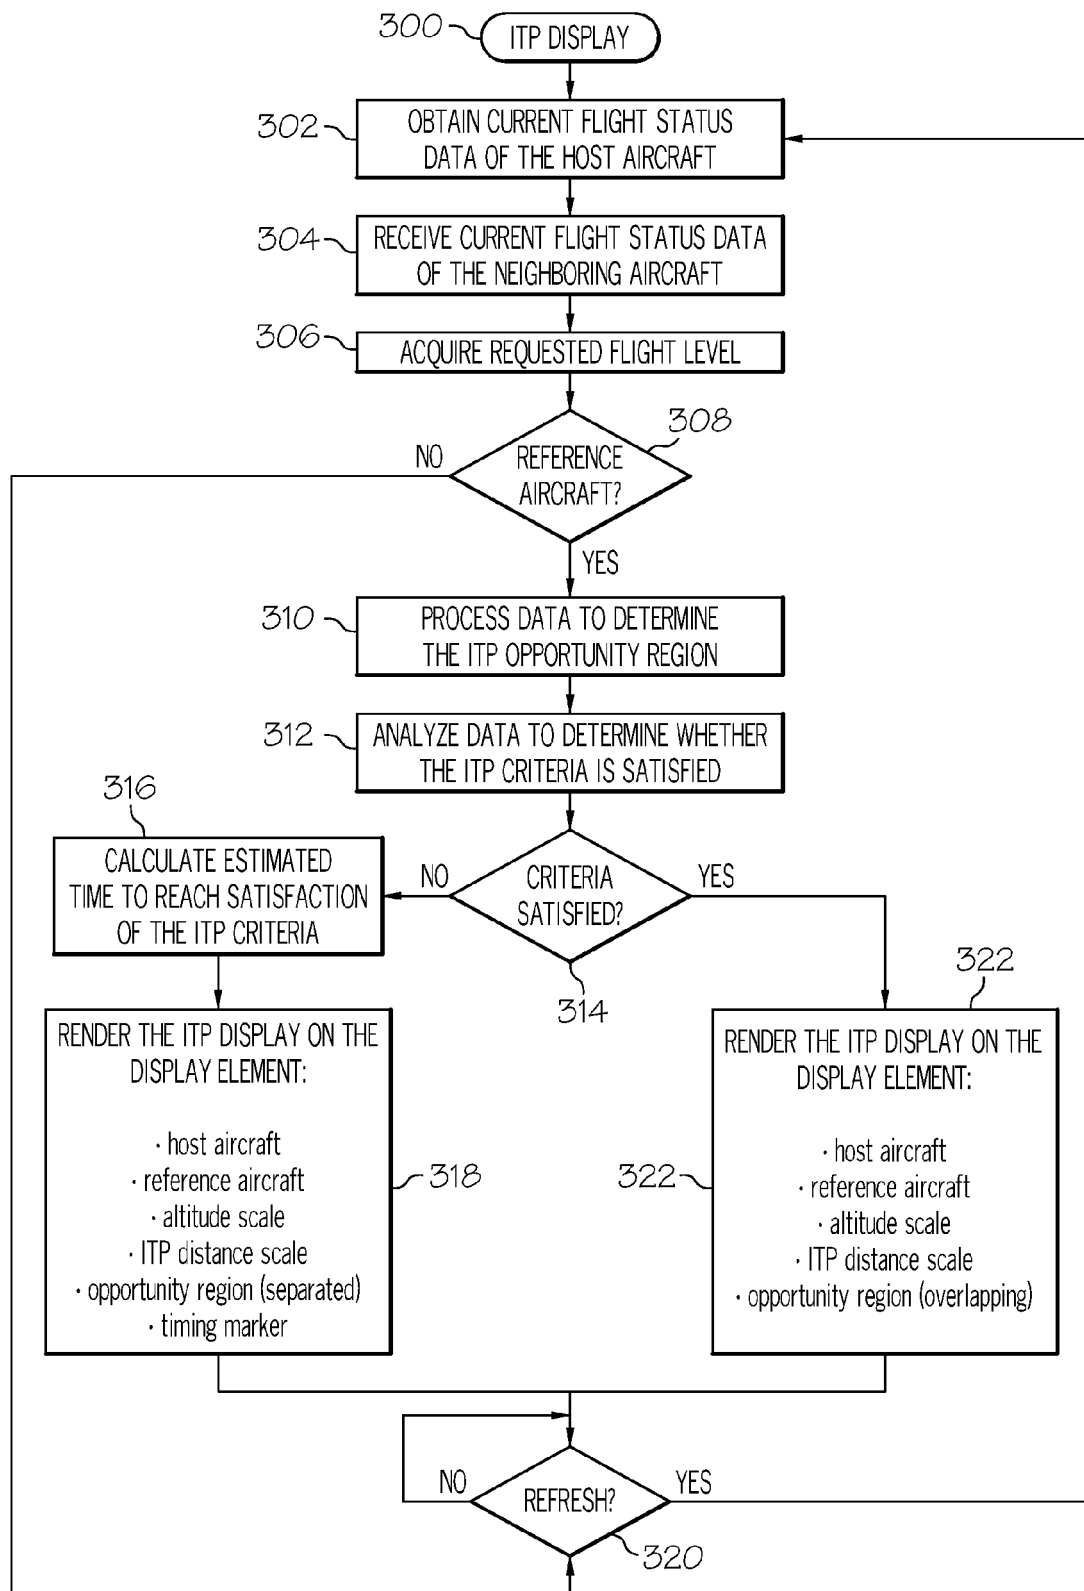 300
ITP DISPLAY
302
OBTAIN CURRENT FLIGHT STATUS
DATA OF THE HOST AIRCRAFT
304
RECEIVE CURRENT FLIGHT STATUS DATA
OF THE NEIGHBORING AIRCRAFT
306
ACQUIRE REQUESTED FLIGHT LEVEL
308
NO
REFERENCE
AIRCRAFT?
YES
310
PROCESS DATA TO DETERMINE
THE ITP OPPORTUNITY REGION
312
ANALYZE DATA TO DETERMINE WHETHER
THE ITP CRITERIA IS SATISFIED
316
CALCULATE ESTIMATED
TIME TO REACH SATISFACTION
OF THE ITP CRITERIA
NO
CRITERIA
SATISFIED?
YES
314
322
RENDER THE ITP DISPLAY ON THE
DISPLAY ELEMENT:
· host aircraft
· reference aircraft
· altitude scale
· ITP distance scale
· opportunity region (separated)
· timing marker
318
322
RENDER THE ITP DISPLAY ON THE
DISPLAY ELEMENT:
· host aircraft
· reference aircraft
· altitude scale
· ITP distance scale
· opportunity region (overlapping)
NO
REFRESH?
YES
320